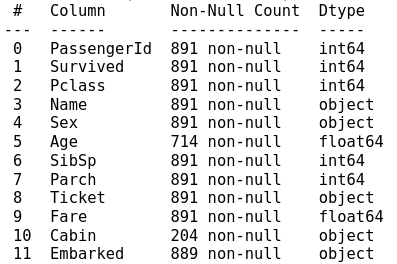 #   Column       Non-Null Count  Dtype
---  ------       --------------  -----
0   PassengerId  891 non-null    int64
1   Survived     891 non-null    int64
2   Pclass       891 non-null    int64
3   Name         891 non-null    object
4   Sex          891 non-null    object
5   Age          714 non-null    float64
6   SibSp        891 non-null    int64
7   Parch        891 non-null    int64
8   Ticket       891 non-null    object
9   Fare         891 non-null    float64
10  Cabin        204 non-null    object
11  Embarked     889 non-null    object